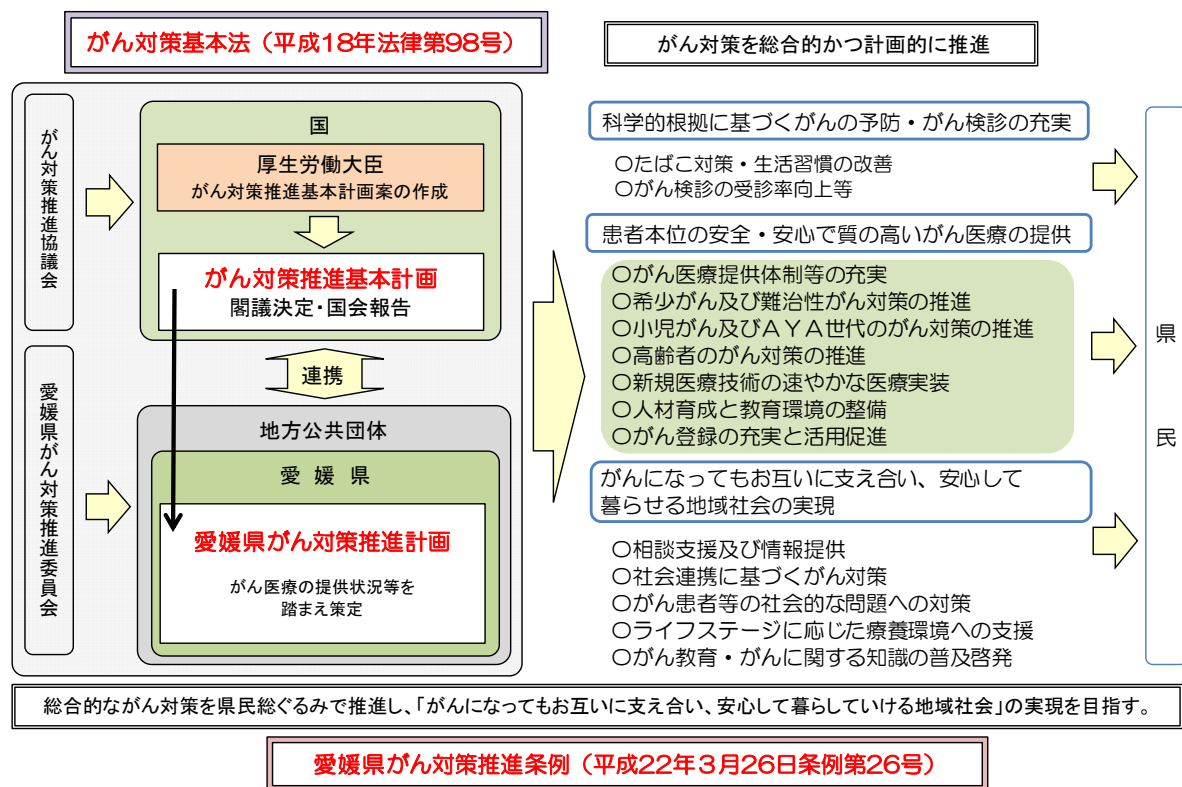 がん対策基本法（平成18年法律第98号）
がん対策を総合的かつ計画的に推進
がん対策推進協議会
国
厚生労働大臣
がん対策推進基本計画案の作成
がん対策推進基本計画
閣議決定・国会報告
連携
愛媛県がん対策推進委員会
地方公共団体
愛媛県
愛媛県がん対策推進計画
がん医療の提供状況等を
踏まえ策定
科学的根拠に基づくがんの予防・がん検診の充実
○たばこ対策・生活習慣の改善
○がん検診の受診率向上等
患者本位の安全・安心で質の高いがん医療の提供
○がん医療提供体制等の充実
○希少がん及び難治性がん対策の推進
○小児がん及びＡＹＡ世代のがん対策の推進
○高齢者のがん対策の推進
○新規医療技術の速やかな医療実装
○人材育成と教育環境の整備
○がん登録の充実と活用促進
がんになってもお互いに支え合い、安心して
暮らせる地域社会の実現
○相談支援及び情報提供
○社会連携に基づくがん対策
○がん患者等の社会的な問題への対策
○ライフステージに応じた療養環境への支援
○がん教育・がんに関する知識の普及啓発
県民
総合的ながん対策を県民総ぐるみで推進し、「がんになってもお互いに支え合い、安心して暮らしていける地域社会」の実現を目指す。
愛媛県がん対策推進条例（平成22年３月26日条例第26号）